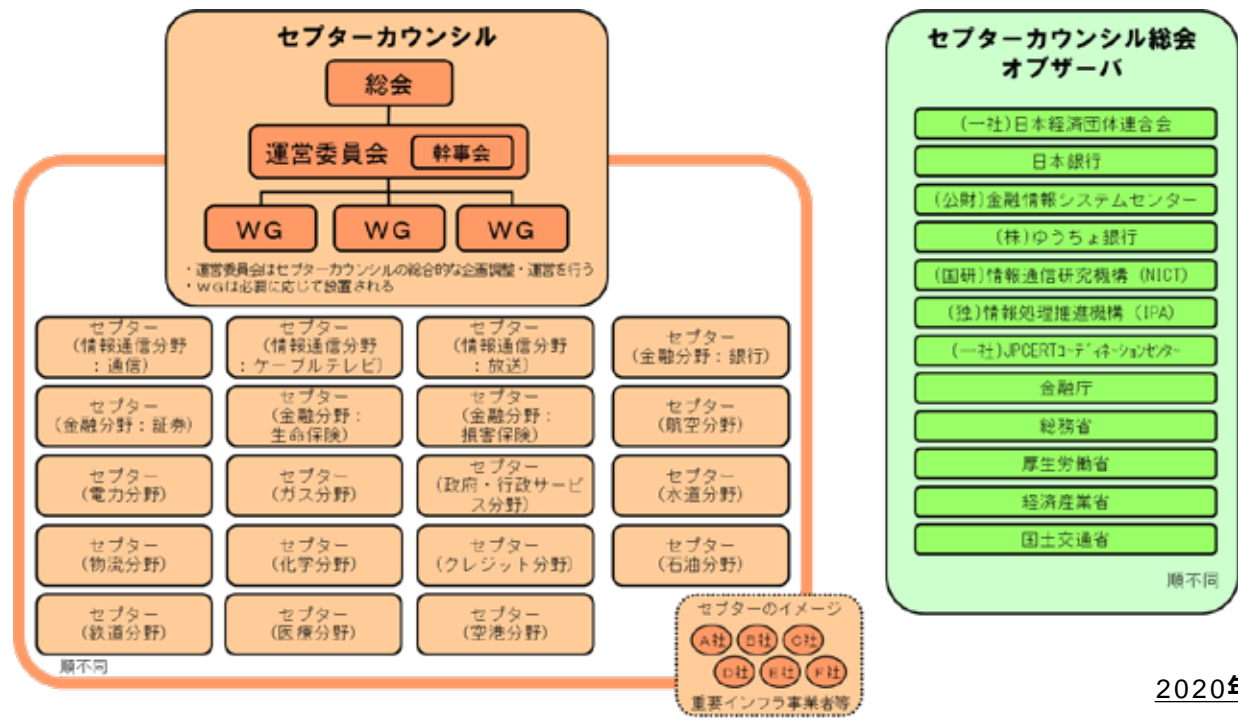 セプターカウンシル
総会
運営委員会
幹事会
WG
WG
WG
・運営委員会はセプターカウンシルの総合的な企画調整・運営を行う
・WGは必要に応じて設置される
セプター
(情報通信分野
:通信)
セプター
(情報通信分野
:ケーブルテレビ)
セプター
(情報通信分野
:放送)
セプター
(金融分野:銀行)
セプター
(金融分野:証券)
セプター
(金融分野:
生命保険)
セプター
(金融分野:
損害保険)
セプター
(航空分野)
セプター
(電力分野)
セプター
(ガス分野)
セプター
(政府・行政サービ
ス分野)
セプター
(水道分野)
セプター
(物流分野)
セプター
(化学分野)
セプター
(クレジット分野)
セプター
(石油分野)
セプター
(鉄道分野)
セプター
(医療分野)
セプター
(空港分野)
順不同
セプターのイメージ
A社
B社
C社
D社
E社
F社
重要インフラ事業者等
セプターカウンシル総会
オブザーバ
(一社)日本経済団体連合会
日本銀行
(公財)金融情報システムセンター
(株)ゆうちょ銀行
(国研)情報通信研究機構 (NICT)
(独)情報処理推進機構 (IPA)
(一社)JPCERTコーディネーションセンター
金融庁
総務省
厚生労働省
経済産業省
国土交通省
順不同
2020年